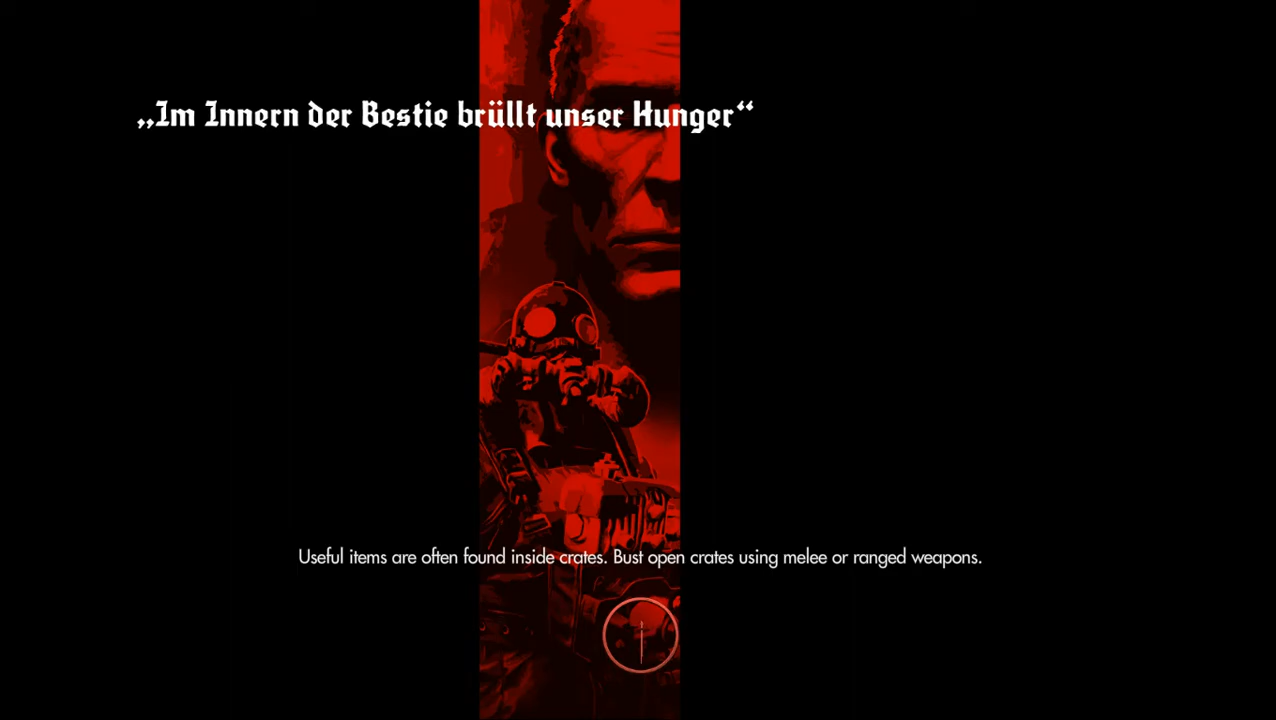 „Im Innern der Bestie brüllt unser Hunger“
Useful items are often found inside crates. Bust open crates using melee or ranged weapons.